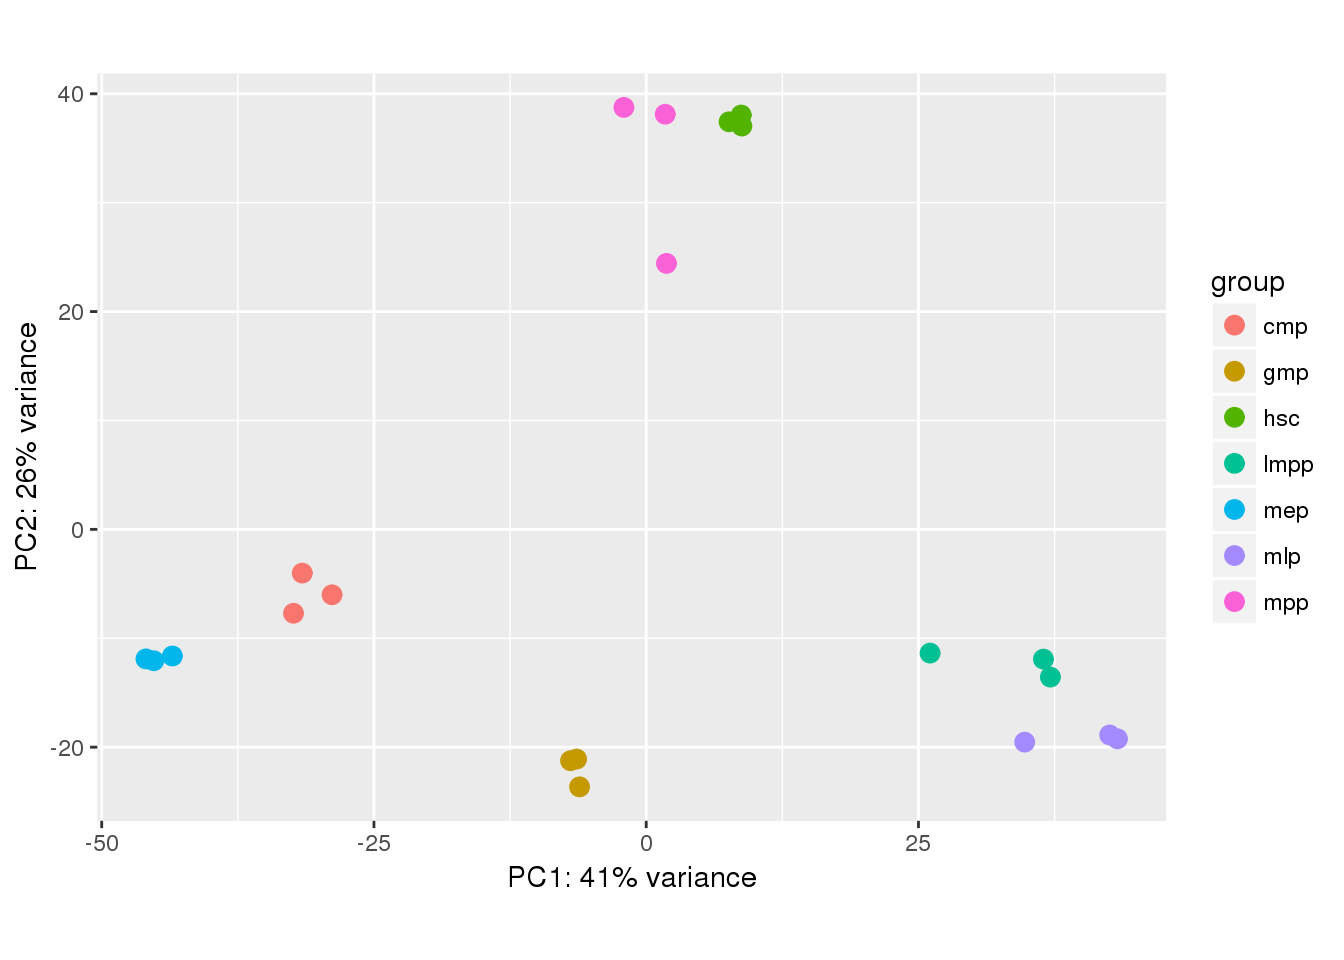 40
20
0
-20
PC2: 26% variance
-50
-25
0
25
PC1: 41% variance
group
cmp
gmp
hsc
lmpp
mep
mlp
mpp